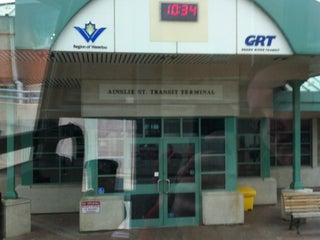 10:34
Region of Waterloo
GRT
GRAND RIVER TRANSIT
AINSLIE ST. TRANSIT TERMINAL